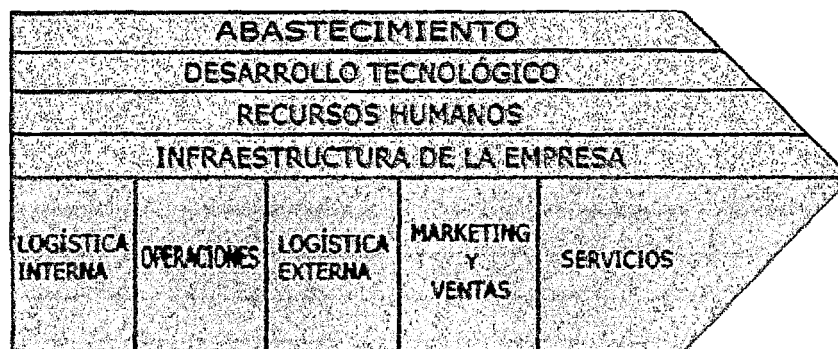 ABASTECIMIENTO
DESARROLLO TECNOLÓGICO
RECURSOS HUMANOS
INFRAESTRUCTURA DE LA EMPRESA
LOGÍSTICA
INTERNA
OPERACIONES
LOGÍSTICA
EXTERNA
MARKETING
Y
VENTAS
SERVICIOS